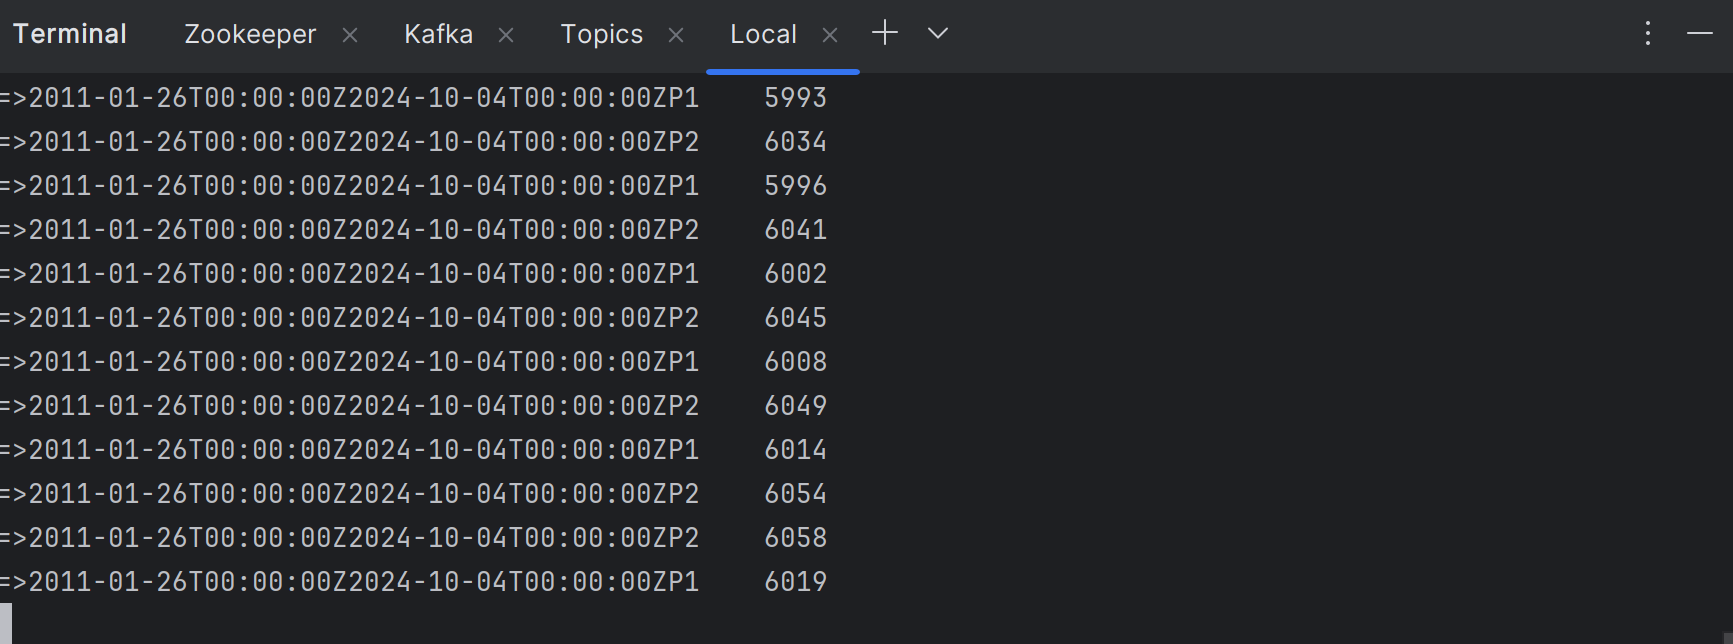 Terminal Zookeeper Kafka Topics Local
=>2011-01-26T00:00:00Z2024-10-04T00:00:00ZP1    5993
=>2011-01-26T00:00:00Z2024-10-04T00:00:00ZP2    6034
=>2011-01-26T00:00:00Z2024-10-04T00:00:00ZP1    5996
=>2011-01-26T00:00:00Z2024-10-04T00:00:00ZP2    6041
=>2011-01-26T00:00:00Z2024-10-04T00:00:00ZP1    6002
=>2011-01-26T00:00:00Z2024-10-04T00:00:00ZP2    6045
=>2011-01-26T00:00:00Z2024-10-04T00:00:00ZP1    6008
=>2011-01-26T00:00:00Z2024-10-04T00:00:00ZP2    6049
=>2011-01-26T00:00:00Z2024-10-04T00:00:00ZP1    6014
=>2011-01-26T00:00:00Z2024-10-04T00:00:00ZP2    6054
=>2011-01-26T00:00:00Z2024-10-04T00:00:00ZP2    6058
=>2011-01-26T00:00:00Z2024-10-04T00:00:00ZP1    6019